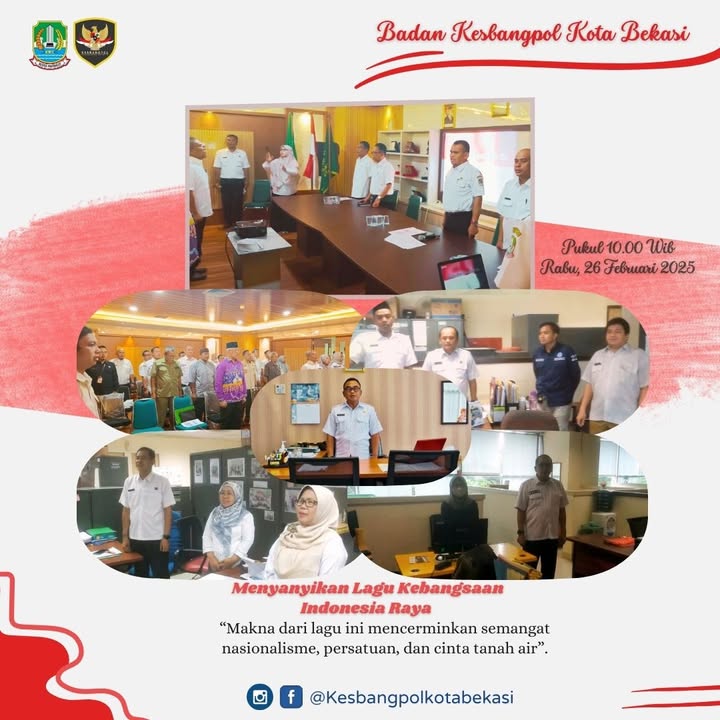 Badan Kesbangpol Kota Bekasi
Pukul 10.00 Wib
Rabu, 26 Februari 2025
Menyanyikan Lagu Kebangsaan
Indonesia Raya
“Makna dari lagu ini mencerminkan semangat
nasionalisme, persatuan, dan cinta tanah air”.
@Kesbangpolkotabekasi